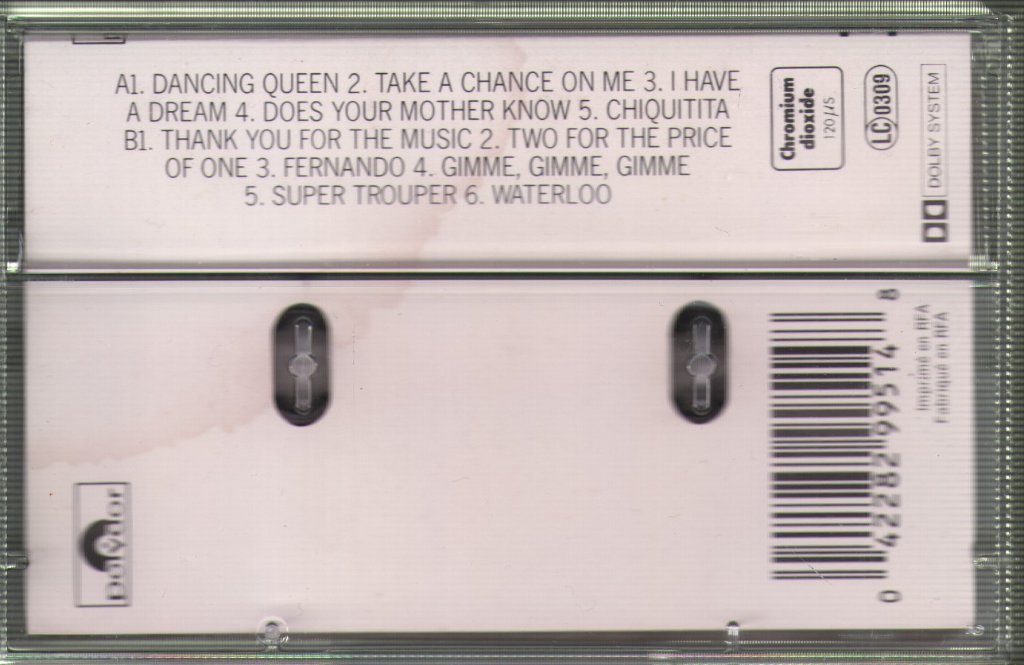 A1. DANCING QUEEN 2. TAKE A CHANCE ON ME 3. I HAVE
A DREAM 4. DOES YOUR MOTHER KNOW 5. CHIQUITITA
B1. THANK YOU FOR THE MUSIC 2. TWO FOR THE PRICE
OF ONE 3. FERNANDO 4. GIMME, GIMME, GIMME
5. SUPER TROUPER 6. WATERLOO
Chromium
dioxide
120 µS
LC 0309
DOLBY SYSTEM
polydor
0 42282 99514 8
Imprimé en RFA
Fabriqué en RFA